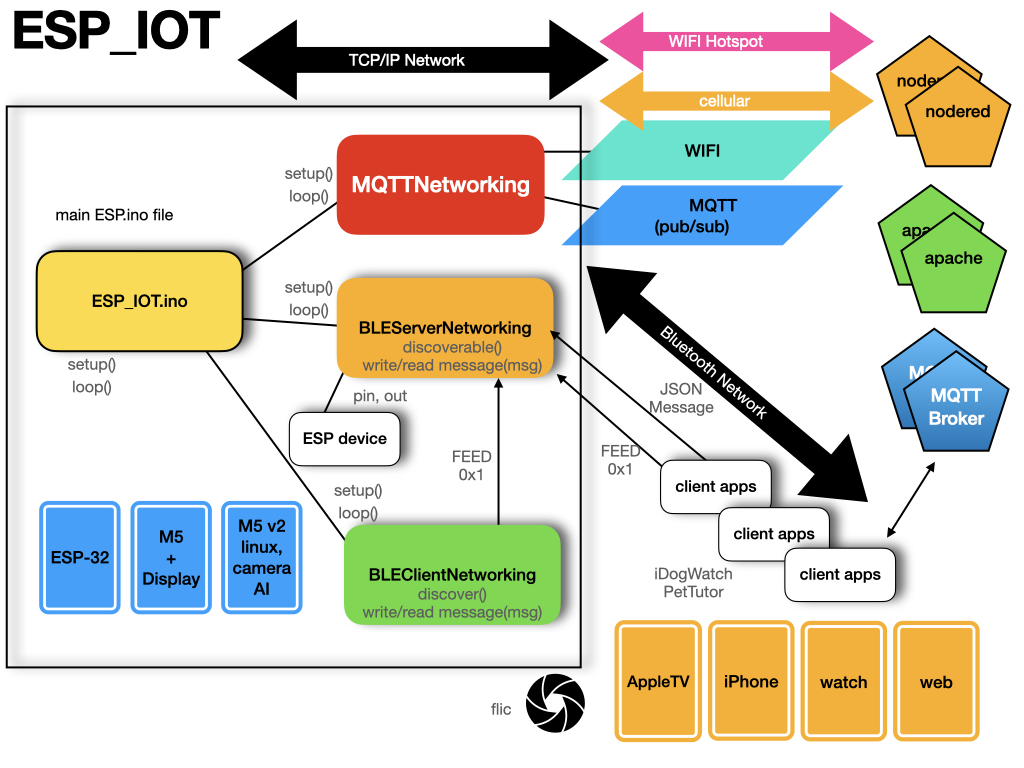 ESP_IOT
TCP/IP Network
WIFI Hotspot
cellular
noder
nodered
WIFI
MQTT
(pub/sub)
MQTTNetworking
setup()
loop()
main ESP.ino file
ESP_IOT.ino
setup()
loop()
setup()
loop()
BLEServerNetworking
discoverable()
write/read message(msg)
pin, out
ESP device
FEED
0x1
setup()
loop()
BLEClientNetworking
discover()
write/read message(msg)
ESP-32
M5
+
Display
M5 v2
linux,
camera
AI
apa
apache
Bluetooth Network
JSON
Message
FEED
0x1
MQ
MQTT
Broker
client apps
client apps
client apps
iDogWatch
PetTutor
AppleTV
iPhone
watch
web
flic